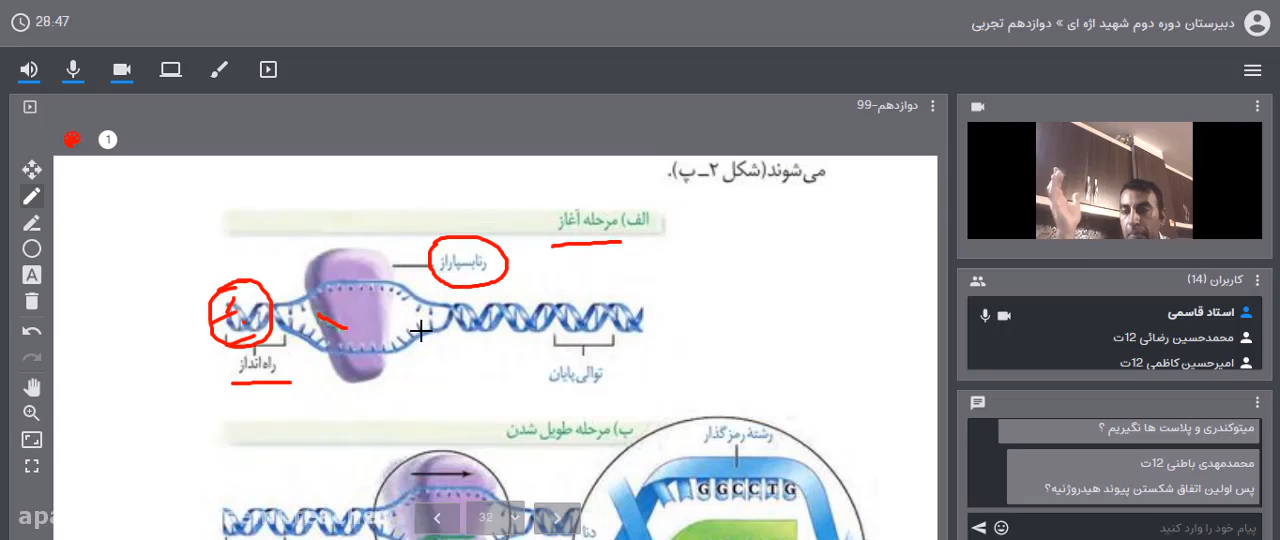 28:47
دبیرستان دوره دوم شهید اژه ای » دوازدهم تجربی
دوازدهم-99
1
می‌شوند(شکل ۲ـ پ).
الف) مرحله آغاز
رنابسپاراز
راه‌انداز
توالی پایان
ب) مرحله طویل شدن
رشتهٔ رمزگذار
GGCCTG
دنا
32
کاربران (14)
استاد قاسمی
محمدحسین رضائی 12ت
امیرحسین کاظمی 12ت
میتوکندری و پلاست ها نگیریم ؟
محمدمهدی باطنی 12ت
پس اولین اتفاق شکستن پیوند هیدروژنیه؟
پیام خود را وارد کنید